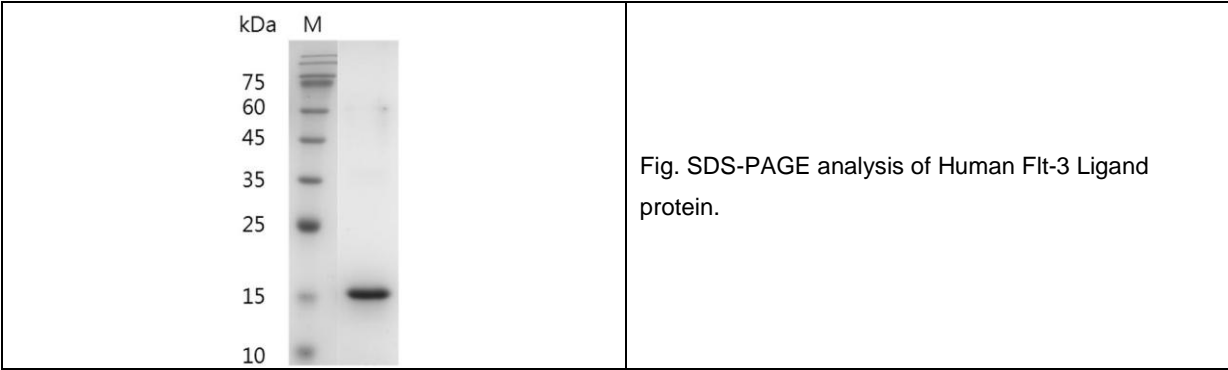 kDa M
75
60
45
35
25
15
10
Fig. SDS-PAGE analysis of Human Flt-3 Ligand
protein.